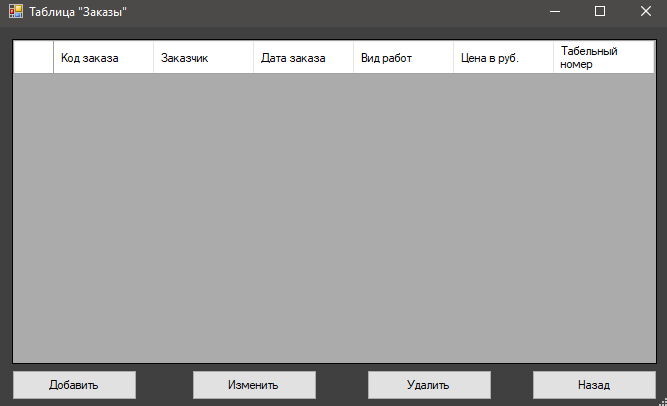 Таблица "Заказы"
Код заказа Заказчик Дата заказа Вид работ Цена в руб. Табельный
номер
Добавить Изменить Удалить Назад